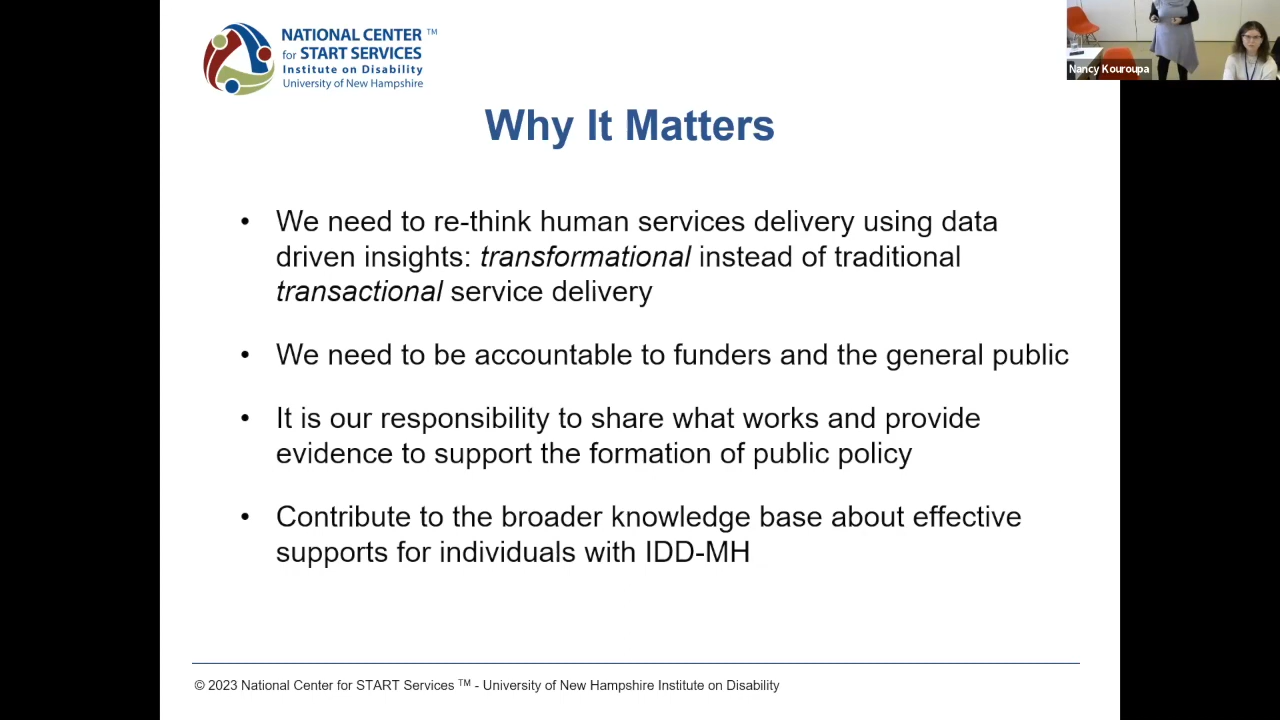 NATIONAL CENTER TM
for START SERVICES
Institute on Disability
University of New Hampshire
Nancy Kouroupa
Why It Matters
• We need to re-think human services delivery using data
driven insights: transformational instead of traditional
transactional service delivery
• We need to be accountable to funders and the general public
• It is our responsibility to share what works and provide
evidence to support the formation of public policy
• Contribute to the broader knowledge base about effective
supports for individuals with IDD-MH
© 2023 National Center for START Services TM - University of New Hampshire Institute on Disability